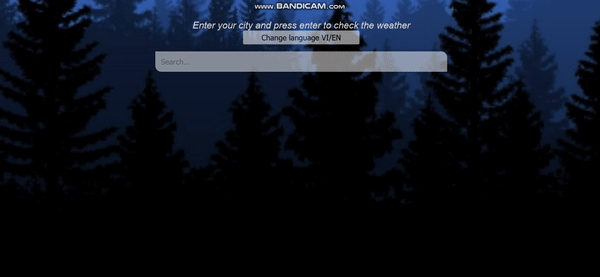 www.BANDICAM.com
Enter your city and press enter to check the weather
Change language VI/EN
Search...